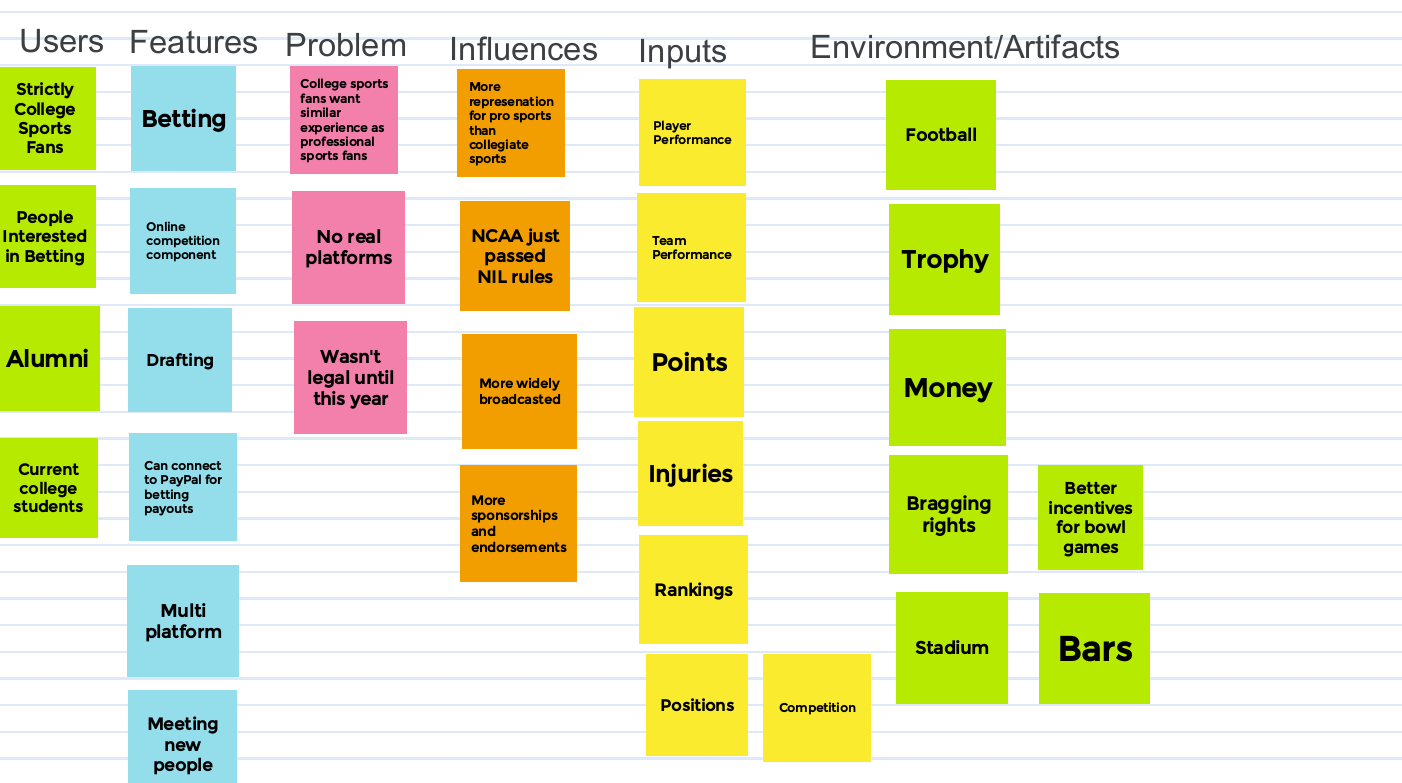 Users
Features
Problem
Influences
Inputs
Environment/Artifacts
Strictly
College
Sports
Fans
People
Interested
in Betting
Alumni
Current
college
students
Betting
Online
competition
component
Drafting
Can connect
to PayPal for
betting
payouts
Multi
platform
Meeting
new
people
College sports
fans want
similar
experience as
professional
sports fans
No real
platforms
Wasn't
legal until
this year
More
represenation
for pro sports
than
collegiate
sports
NCAA just
passed
NIL rules
More widely
broadcasted
More
sponsorships
and
endorsements
Player
Performance
Team
Performance
Points
Injuries
Rankings
Positions
Competition
Football
Trophy
Money
Bragging
rights
Better
incentives
for bowl
games
Stadium
Bars